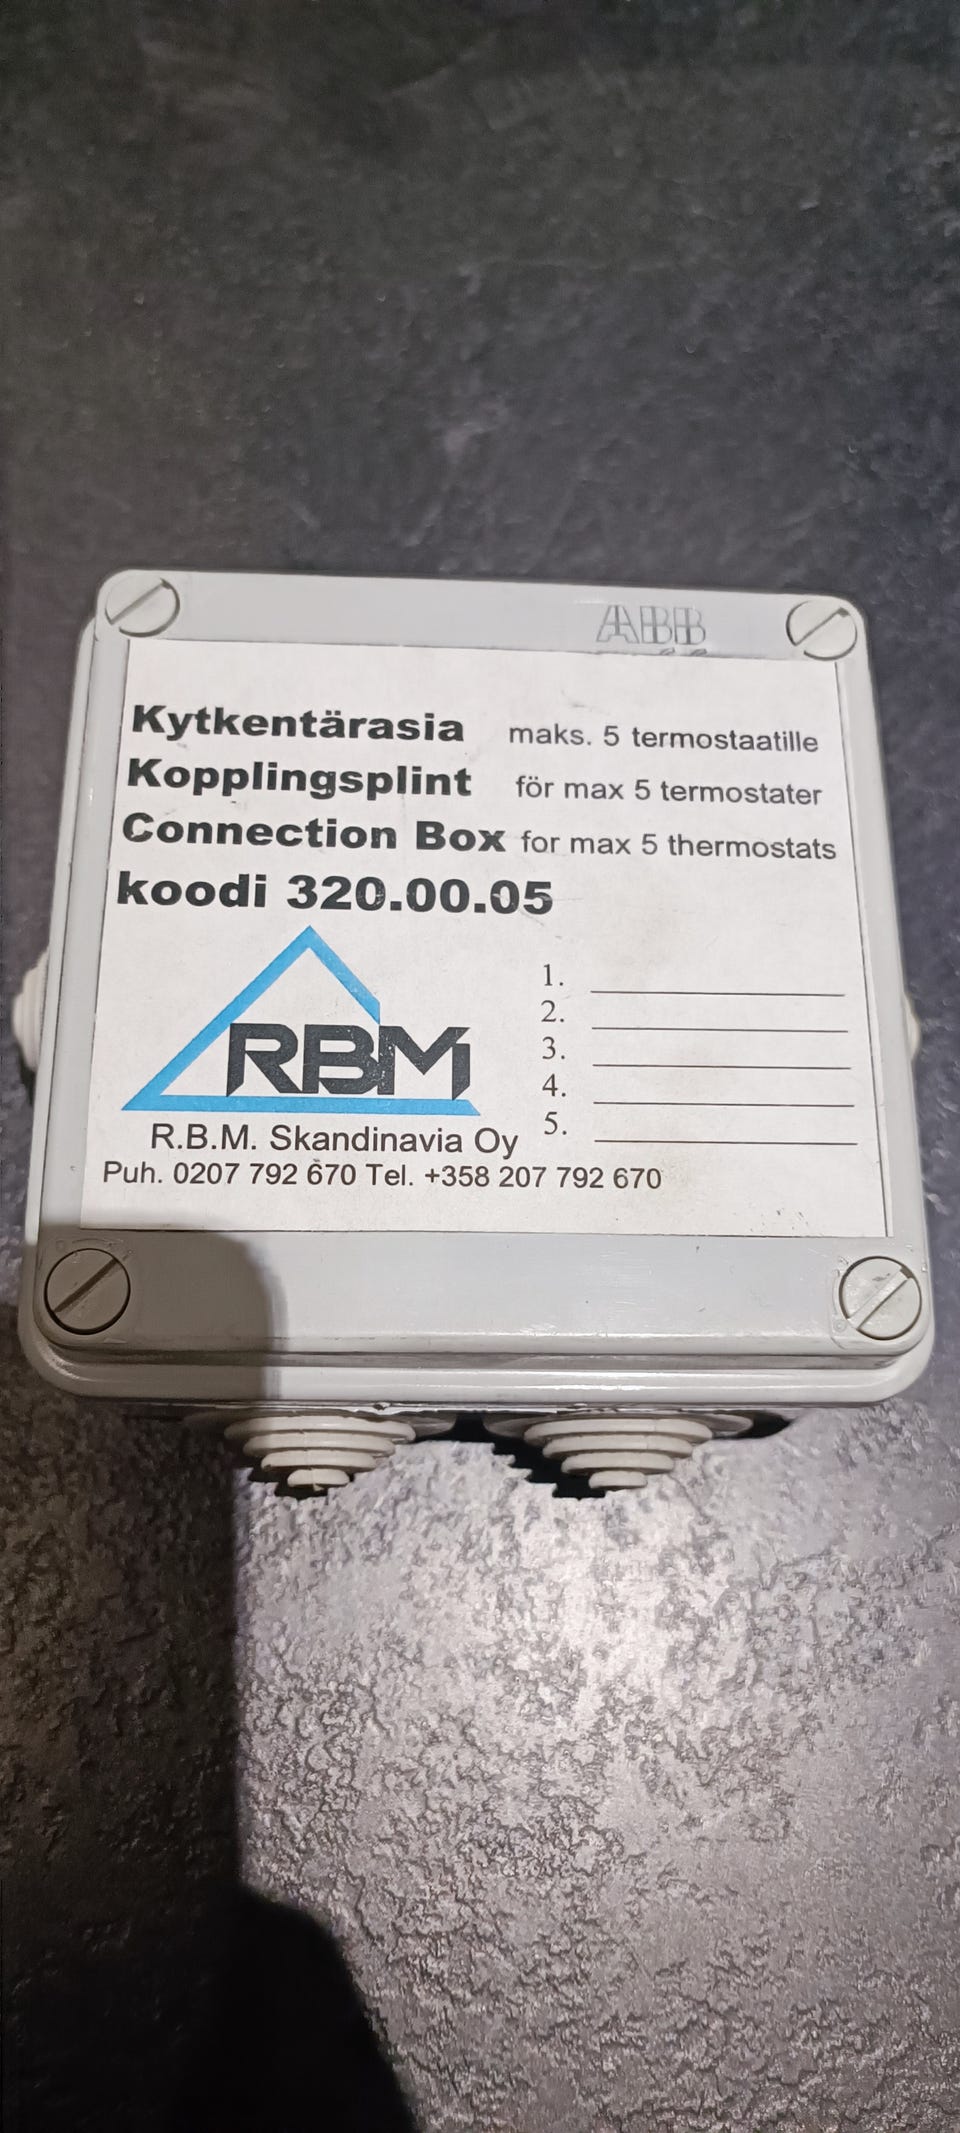 ABB
Kytkentärasia maks. 5 termostaatille
Kopplingsplint för max 5 termostater
Connection Box for max 5 thermostats
koodi 320.00.05
RBM
1.
2.
3.
4.
5.
R.B.M. Skandinavia Oy
Puh. 0207 792 670 Tel. +358 207 792 670